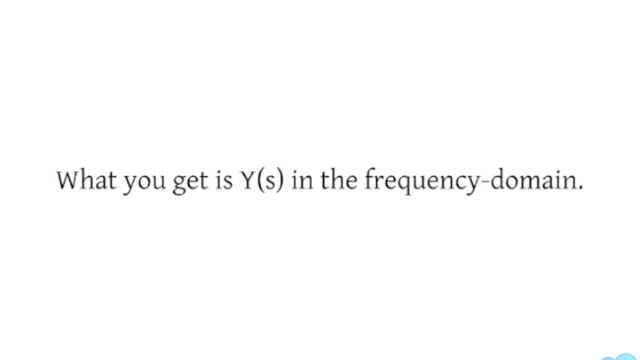 What you get is Y(s) in the frequency-domain.